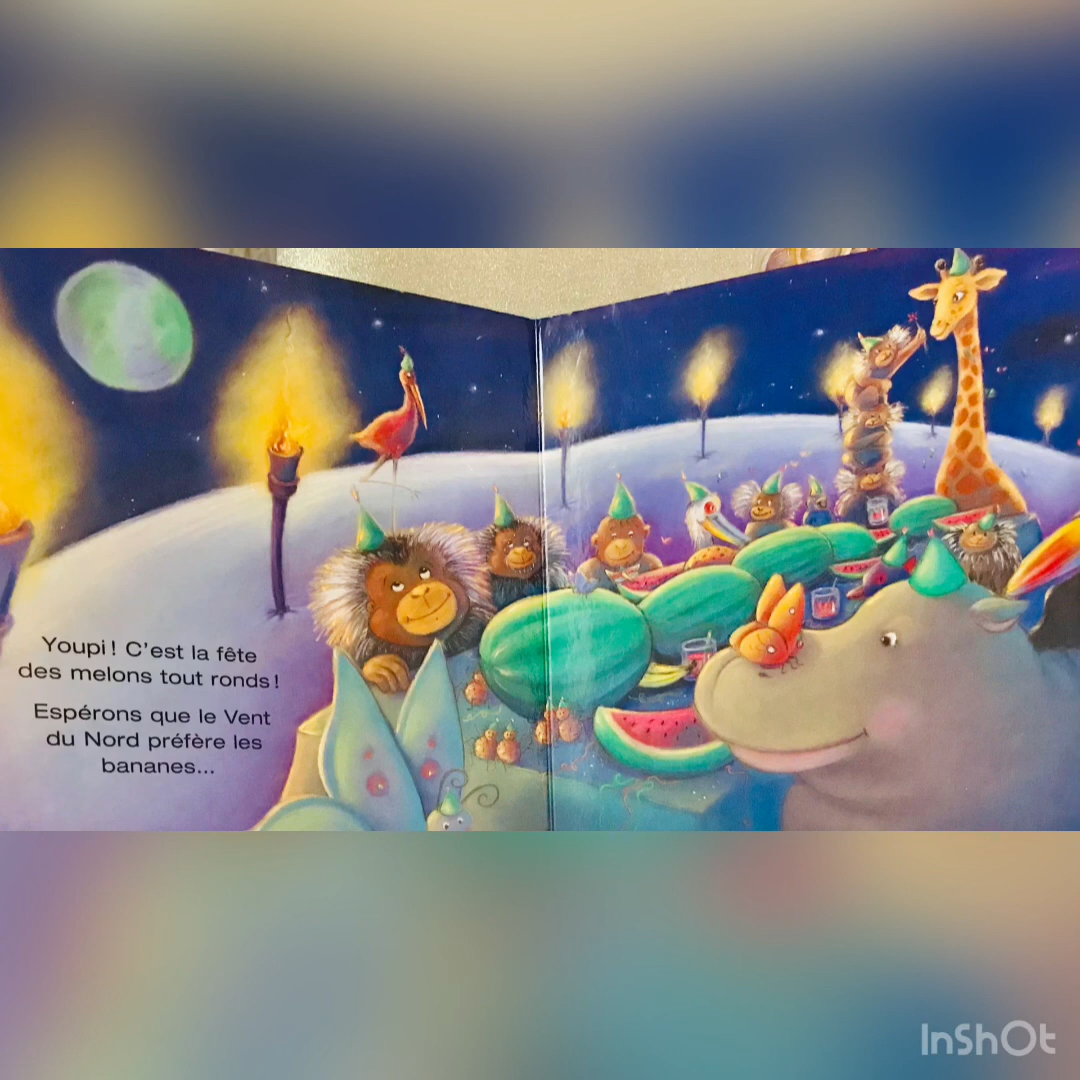 Youpi ! C'est la fête
des melons tout ronds !
Espérons que le Vent
du Nord préfère les
bananes...
InShOt